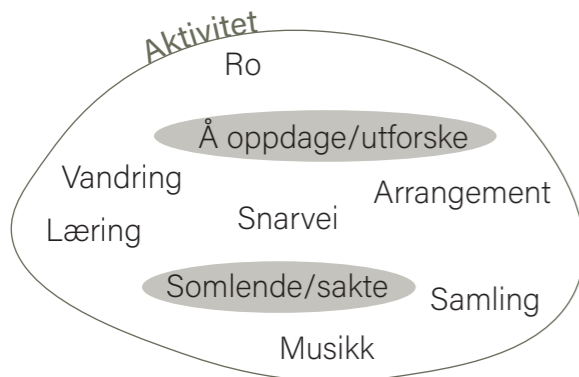 Aktivitet
Ro
Å oppdage/utforske
Vandring
Arrangement
Læring
Snarvei
Somlende/sakte
Samling
Musikk